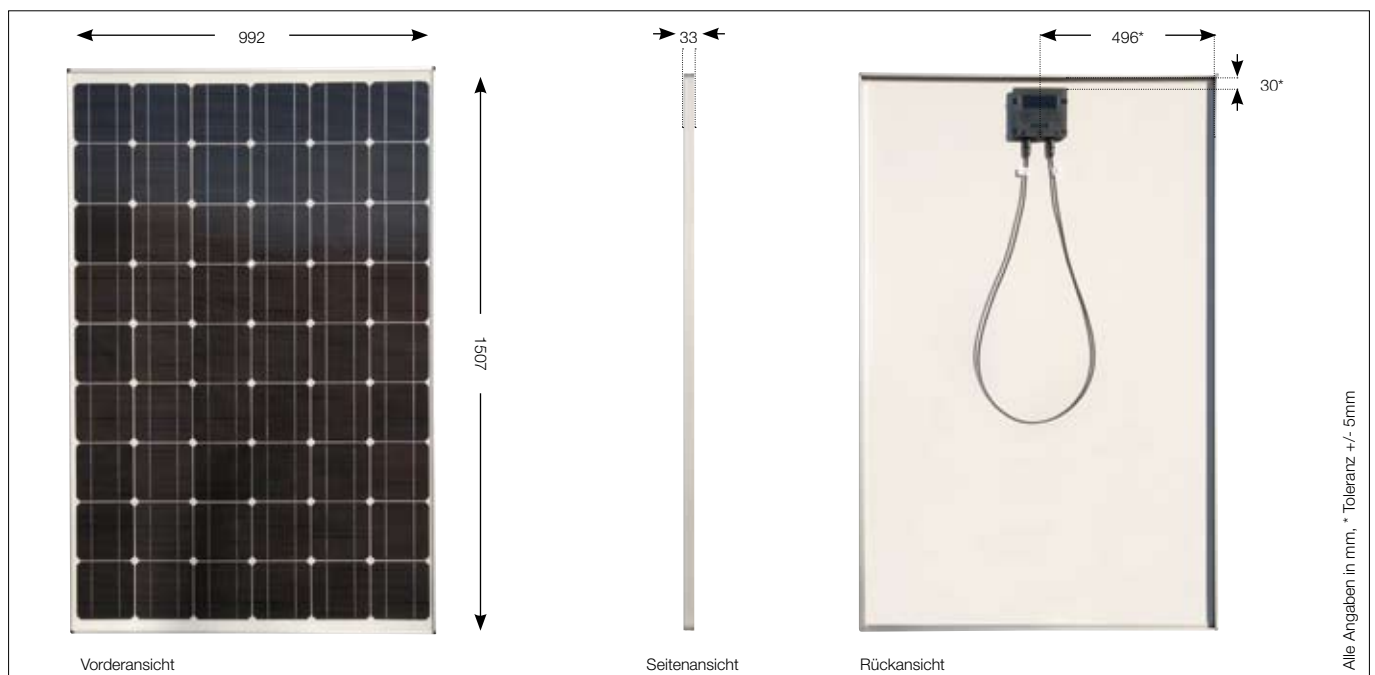 992
33
496*
30*
1507
Vorderansicht
Seitenansicht
Rückansicht
Alle Angaben in mm, * Toleranz +/- 5mm